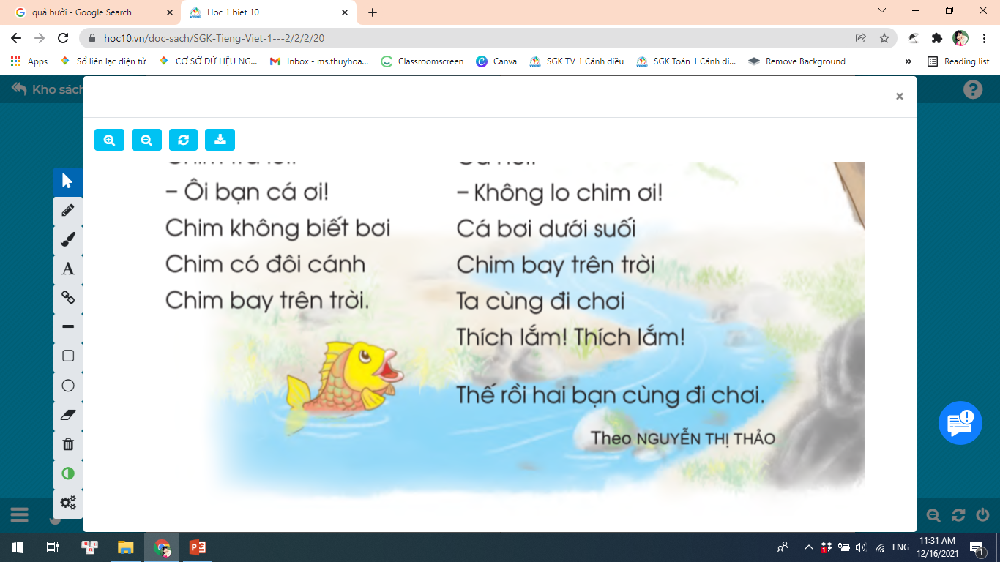 quả bưởi - Google Search
Hoc 1 biet 10
hoc10.vn/doc-sach/SGK-Tieng-Viet-1---2/2/2/20
Apps
Sổ liên lạc điện tử
CƠ SỞ DỮ LIỆU NG...
Inbox - ms.thuyhoa...
Classroomscreen
Canva
SGK TV 1 Cánh diều
SGK Toán 1 Cánh di...
Remove Background
Reading list
Kho sách
– Ôi bạn cá ơi!
Chim không biết bơi
Chim có đôi cánh
Chim bay trên trời.
– Không lo chim ơi!
Cá bơi dưới suối
Chim bay trên trời
Ta cùng đi chơi
Thích lắm! Thích lắm!
Thế rồi hai bạn cùng đi chơi.
Theo NGUYỄN THỊ THẢO
ENG
11:31 AM
12/16/2021